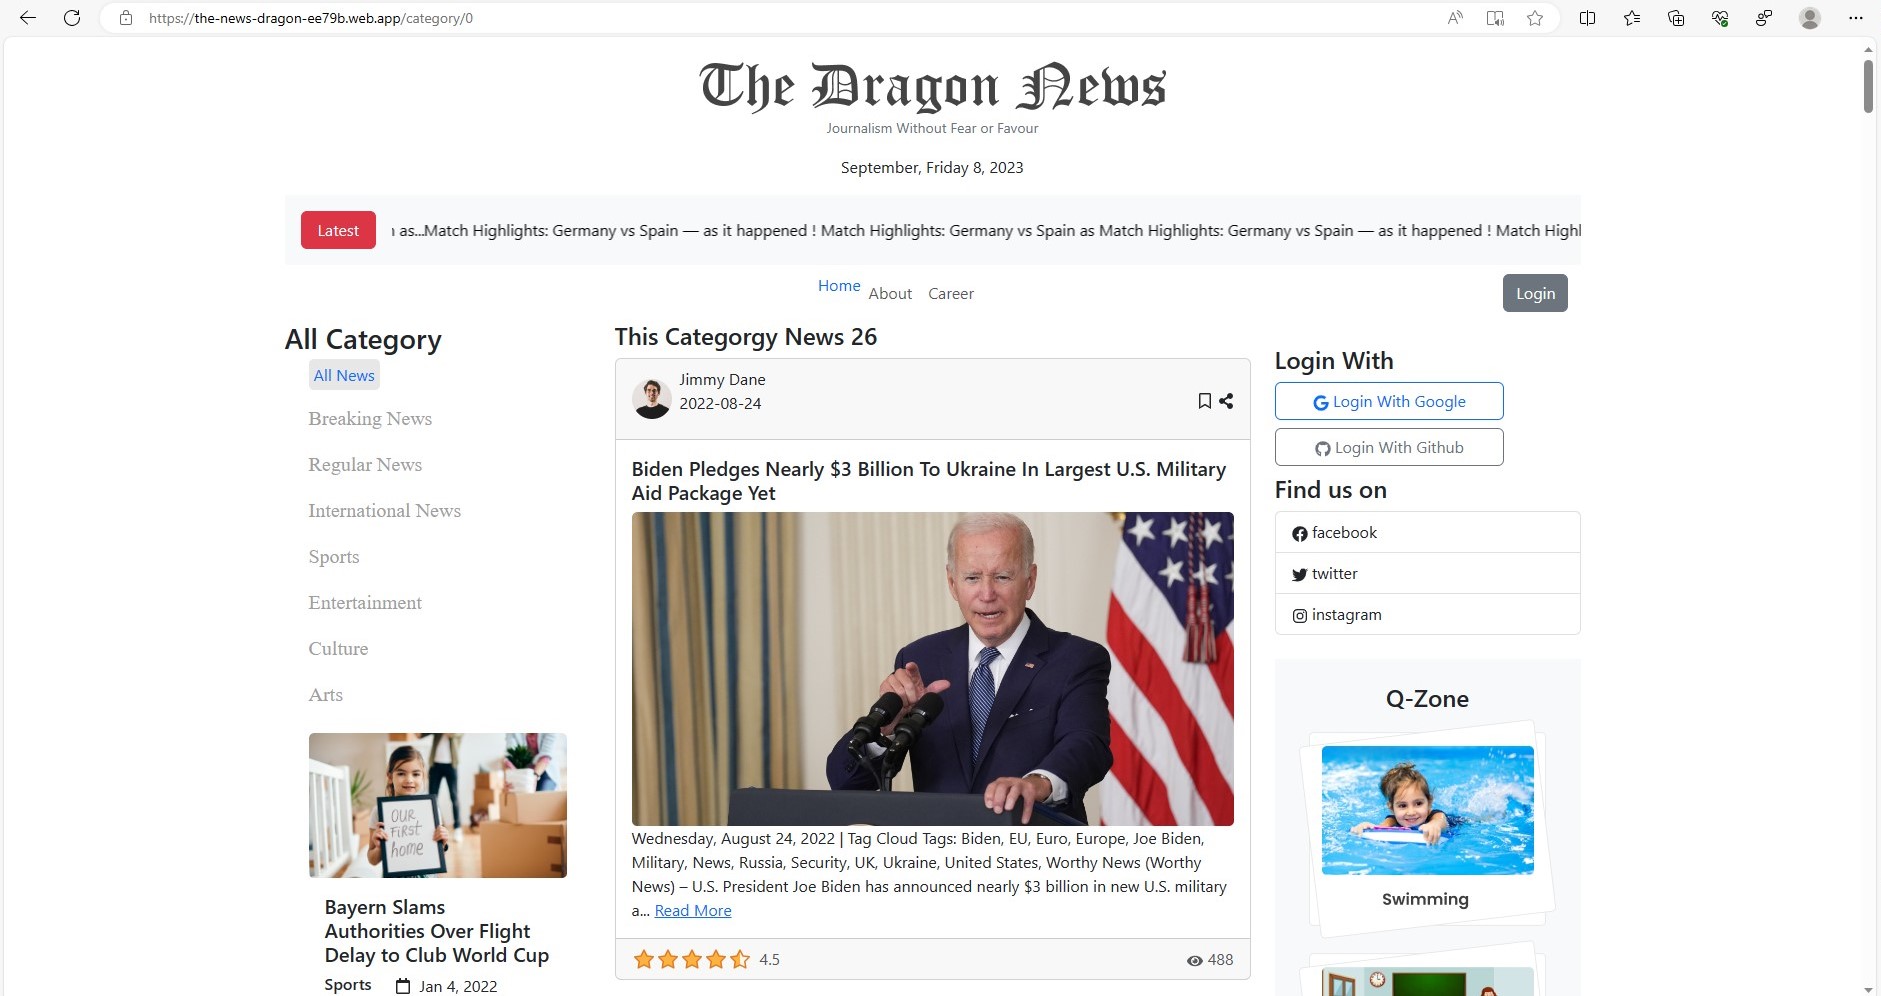 https://the-news-dragon-ee79b.web.app/category/0
The Dragon News
Journalism Without Fear or Favour
September, Friday 8, 2023
Latest
as...Match Highlights: Germany vs Spain — as it happened ! Match Highlights: Germany vs Spain as Match Highlights: Germany vs Spain — as it happened ! Match
Home About Career
Login
All Category
All News
Breaking News
Regular News
International News
Sports
Entertainment
Culture
Arts
OUR
FIRST
home
Bayern Slams
Authorities Over Flight
Delay to Club World Cup
Sports Jan 4, 2022
This Categorgy News 26
Jimmy Dane
2022-08-24
Biden Pledges Nearly $3 Billion To Ukraine In Largest U.S. Military
Aid Package Yet
Wednesday, August 24, 2022 | Tag Cloud Tags: Biden, EU, Euro, Europe, Joe Biden,
Military, News, Russia, Security, UK, Ukraine, United States, Worthy News (Worthy
News) – U.S. President Joe Biden has announced nearly $3 billion in new U.S. military
a... Read More
4.5
488
Login With
Login With Google
Login With Github
Find us on
facebook
twitter
instagram
Q-Zone
Swimming